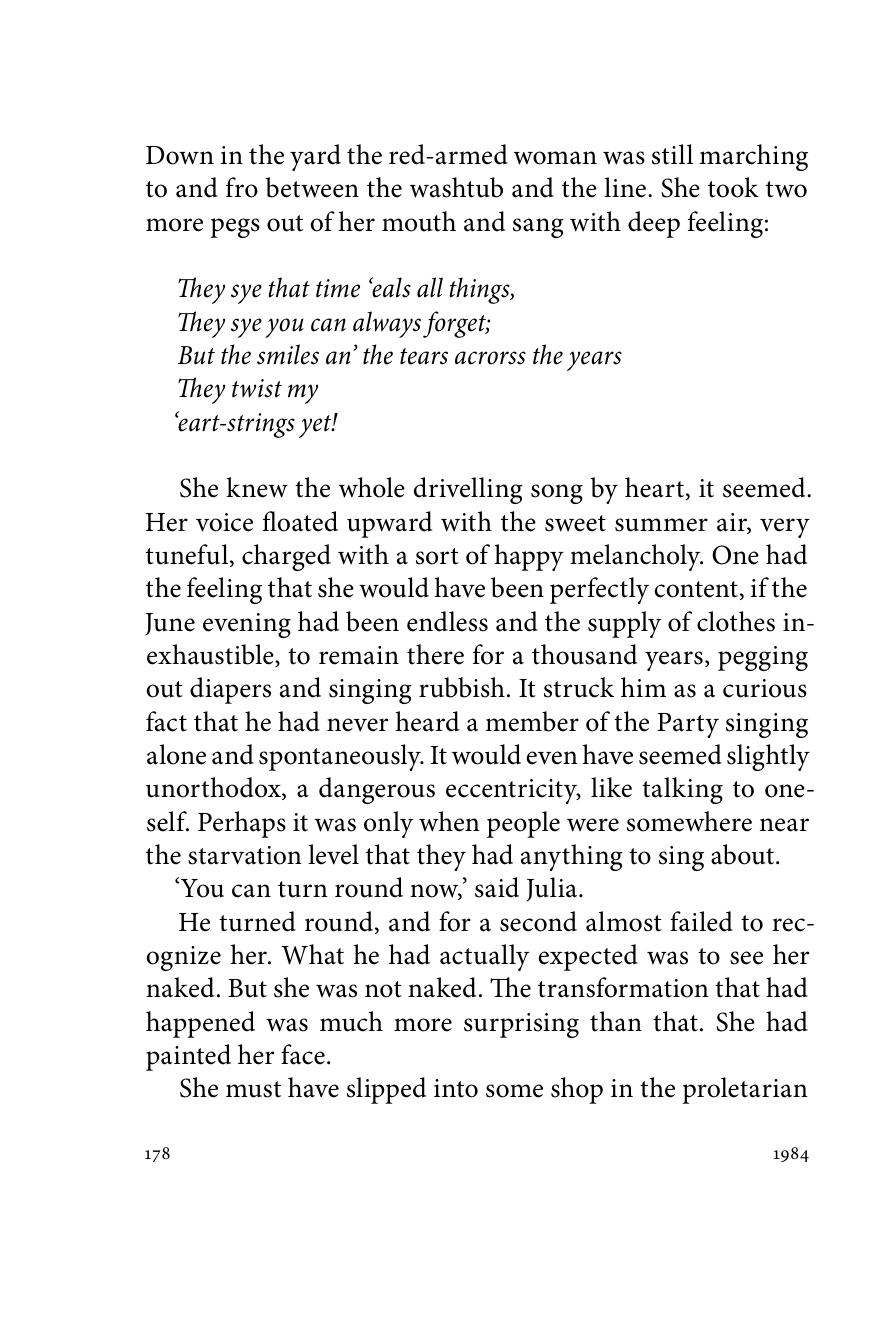 Down in the yard the red-armed woman was still marching
to and fro between the washtub and the line. She took two
more pegs out of her mouth and sang with deep feeling:
They sye that time ‘eals all things,
They sye you can always forget;
But the smiles an’ the tears acrorss the years
They twist my
‘eart-strings yet!
She knew the whole drivelling song by heart, it seemed.
Her voice floated upward with the sweet summer air, very
tuneful, charged with a sort of happy melancholy. One had
the feeling that she would have been perfectly content, if the
June evening had been endless and the supply of clothes in-
exhaustible, to remain there for a thousand years, pegging
out diapers and singing rubbish. It struck him as a curious
fact that he had never heard a member of the Party singing
alone and spontaneously. It would even have seemed slightly
unorthodox, a dangerous eccentricity, like talking to one-
self. Perhaps it was only when people were somewhere near
the starvation level that they had anything to sing about.
‘You can turn round now,’ said Julia.
He turned round, and for a second almost failed to rec-
ognize her. What he had actually expected was to see her
naked. But she was not naked. The transformation that had
happened was much more surprising than that. She had
painted her face.
She must have slipped into some shop in the proletarian
178 1984